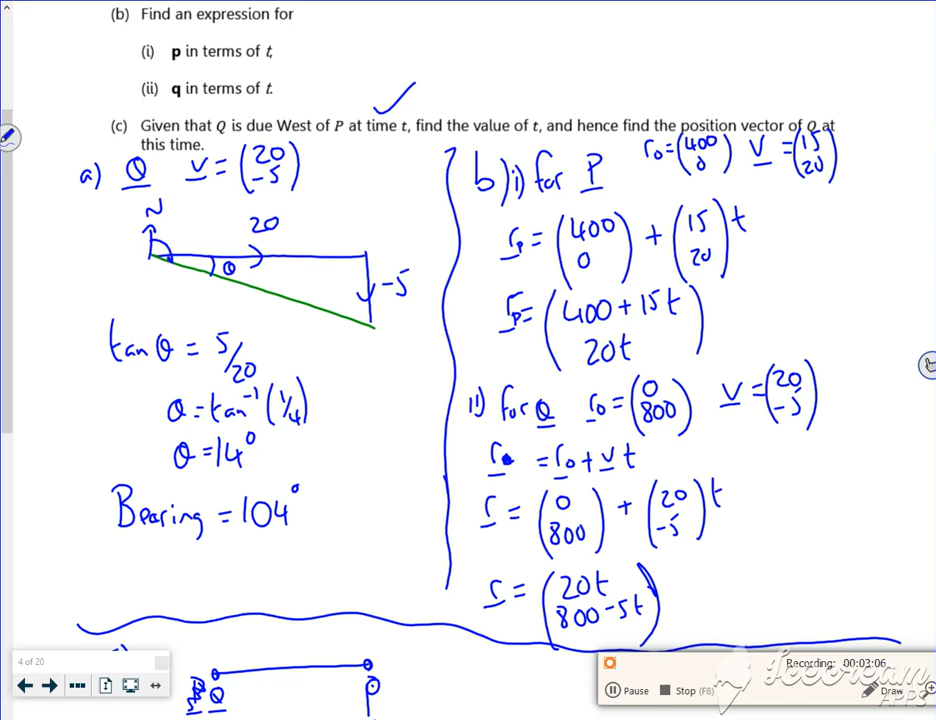 (b) Find an expression for
(i) p in terms of t,
(ii) q in terms of t.
(c) Given that Q is due West of P at time t, find the value of t, and hence find the position vector of Q at
this time.
a) Q v = (20 -5)
N
20
θ
-5
tan θ = 5/20
θ = tan⁻¹ (1/4)
θ = 14°
Bearing = 104°
b) i) for P r0 = (400 0) v = (15 20)
rp = (400 0) + (15 20) t
rp = (400 + 15t 20t)
ii) for Q r0 = (0 800) v = (20 -5)
r = r0 + v t
r = (0 800) + (20 -5) t
r = (20t 800 - 5t)
Q P
4 of 20
Recording: 00:03:06
Pause Stop (F8) Draw
Icecream
APPS